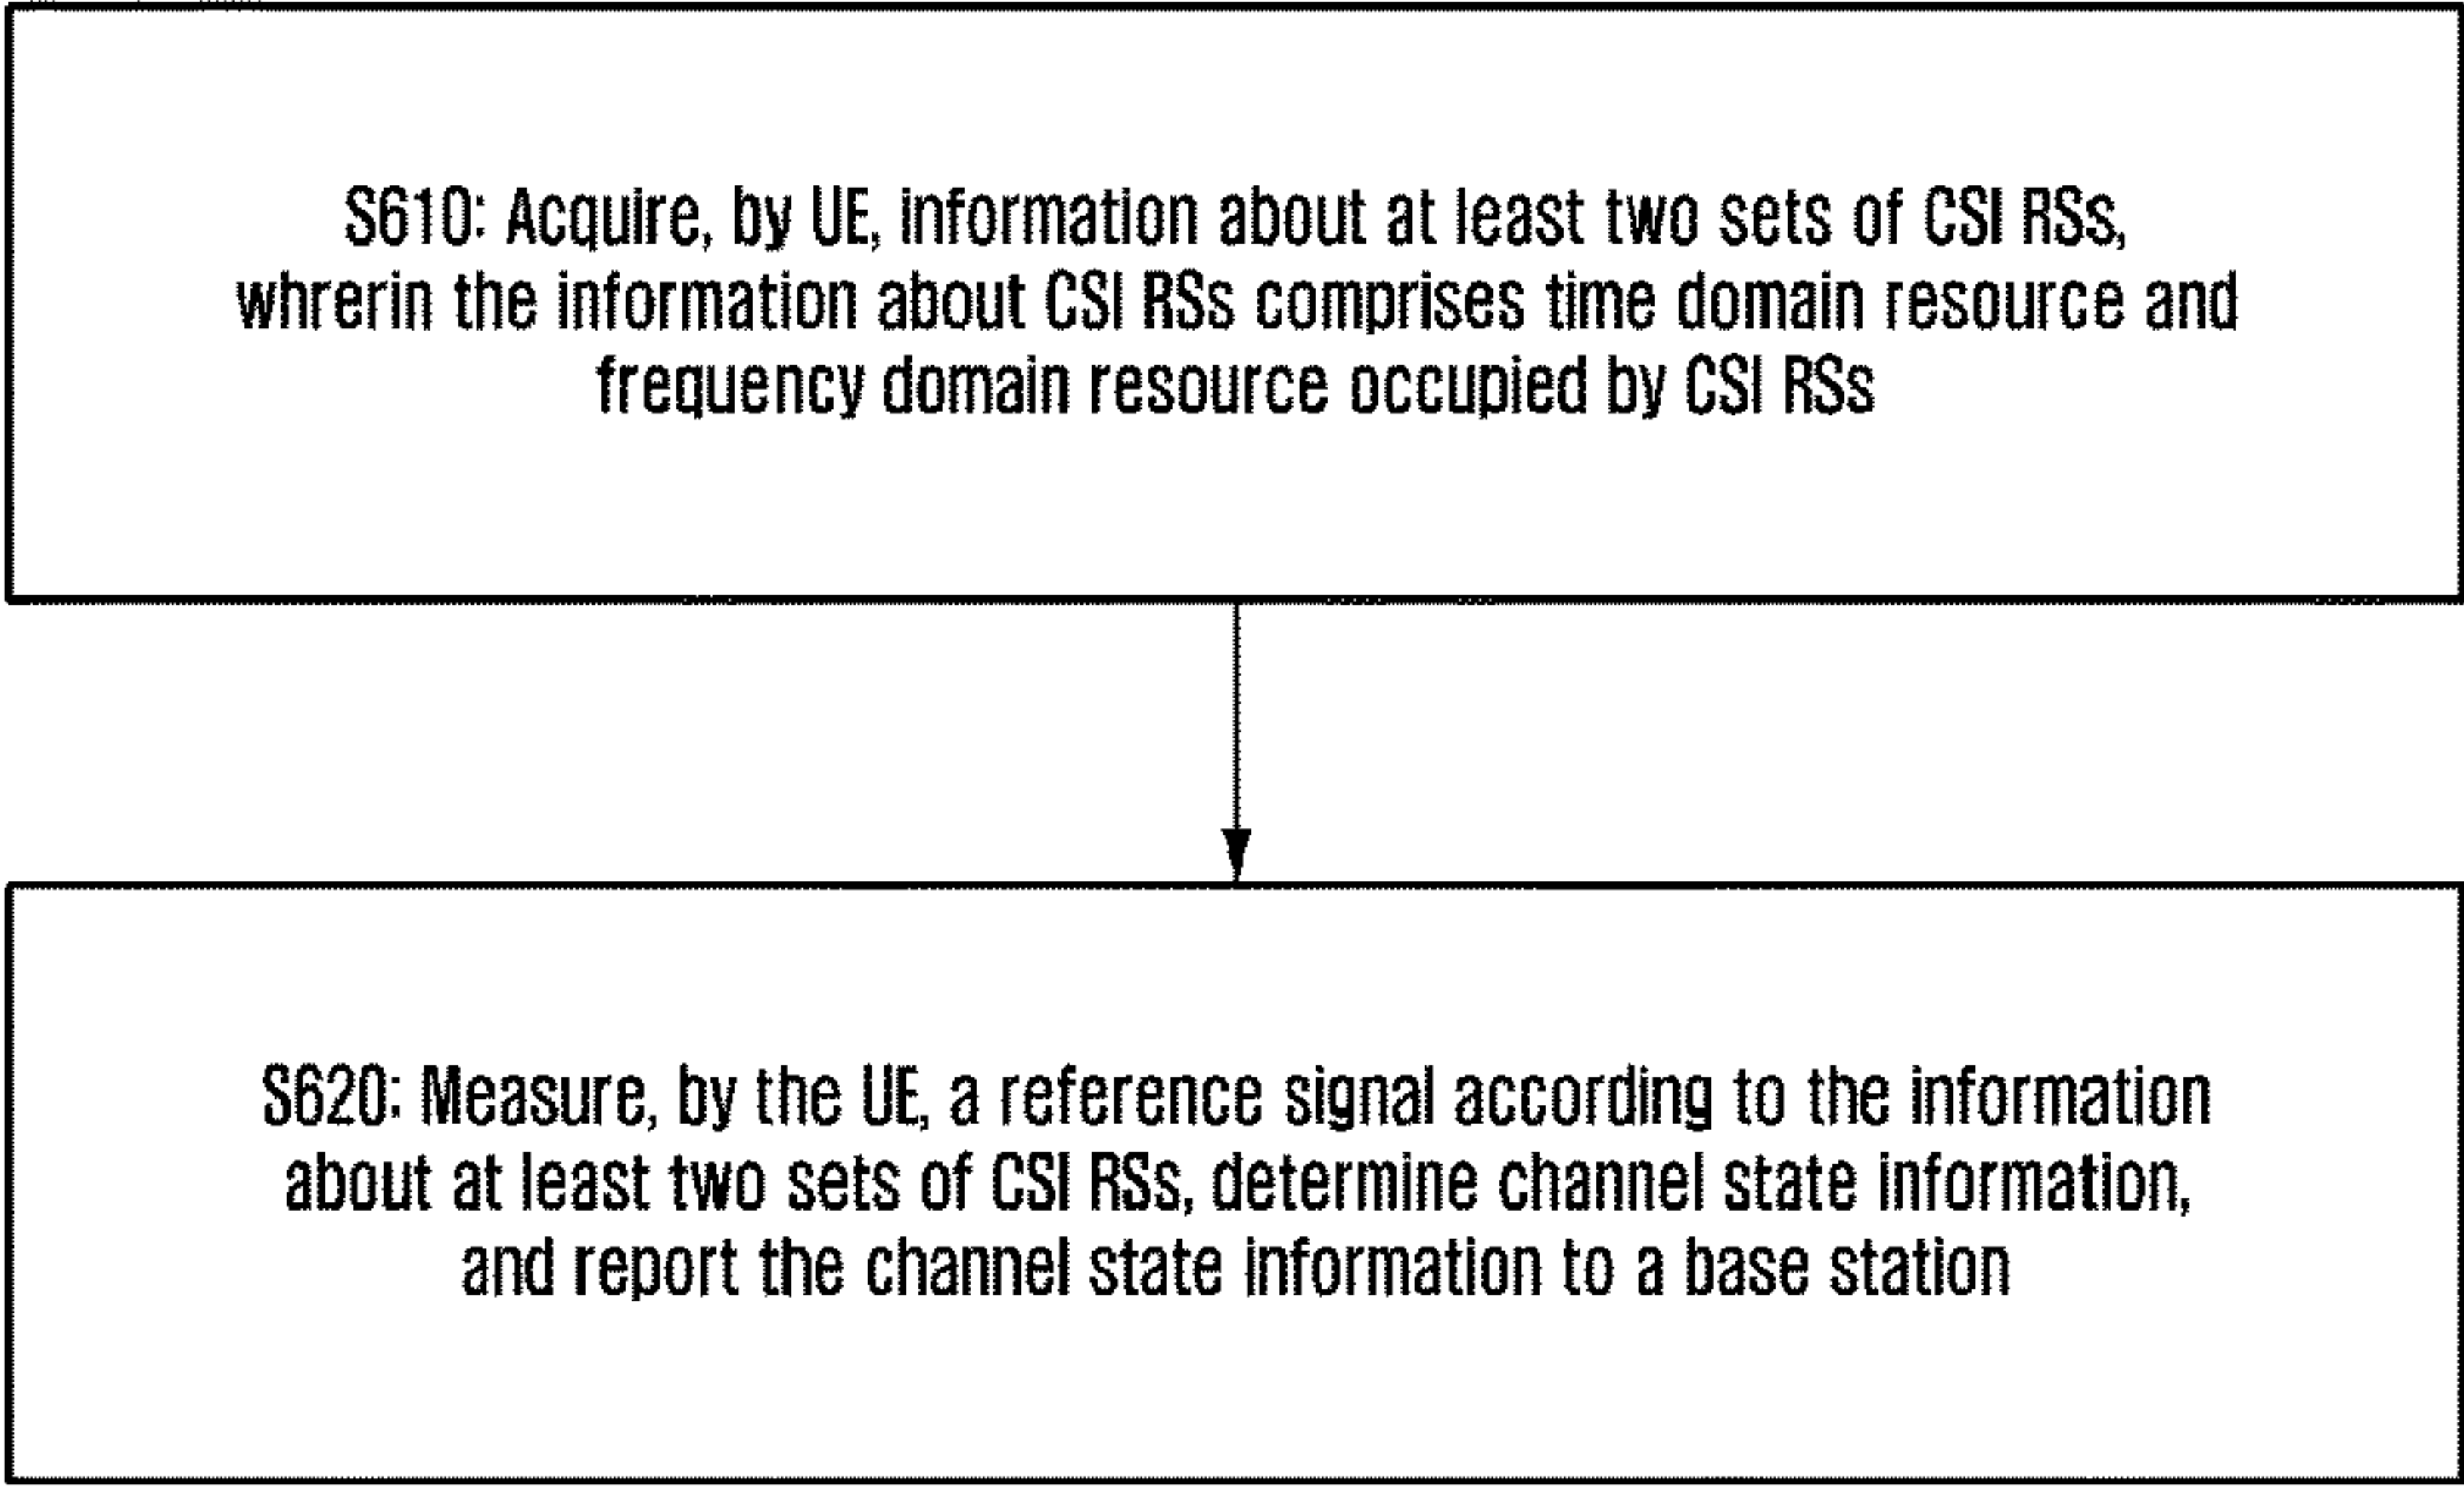 S610: Acquire, by UE, information about at least two sets of CSI RSs,
whrerin the information about CSI RSs comprises time domain resource and
frequency domain resource occupied by CSI RSs
S620: Measure, by the UE, a reference signal according to the information
about at least two sets of CSI RSs, determine channel state information,
and report the channel state information to a base station